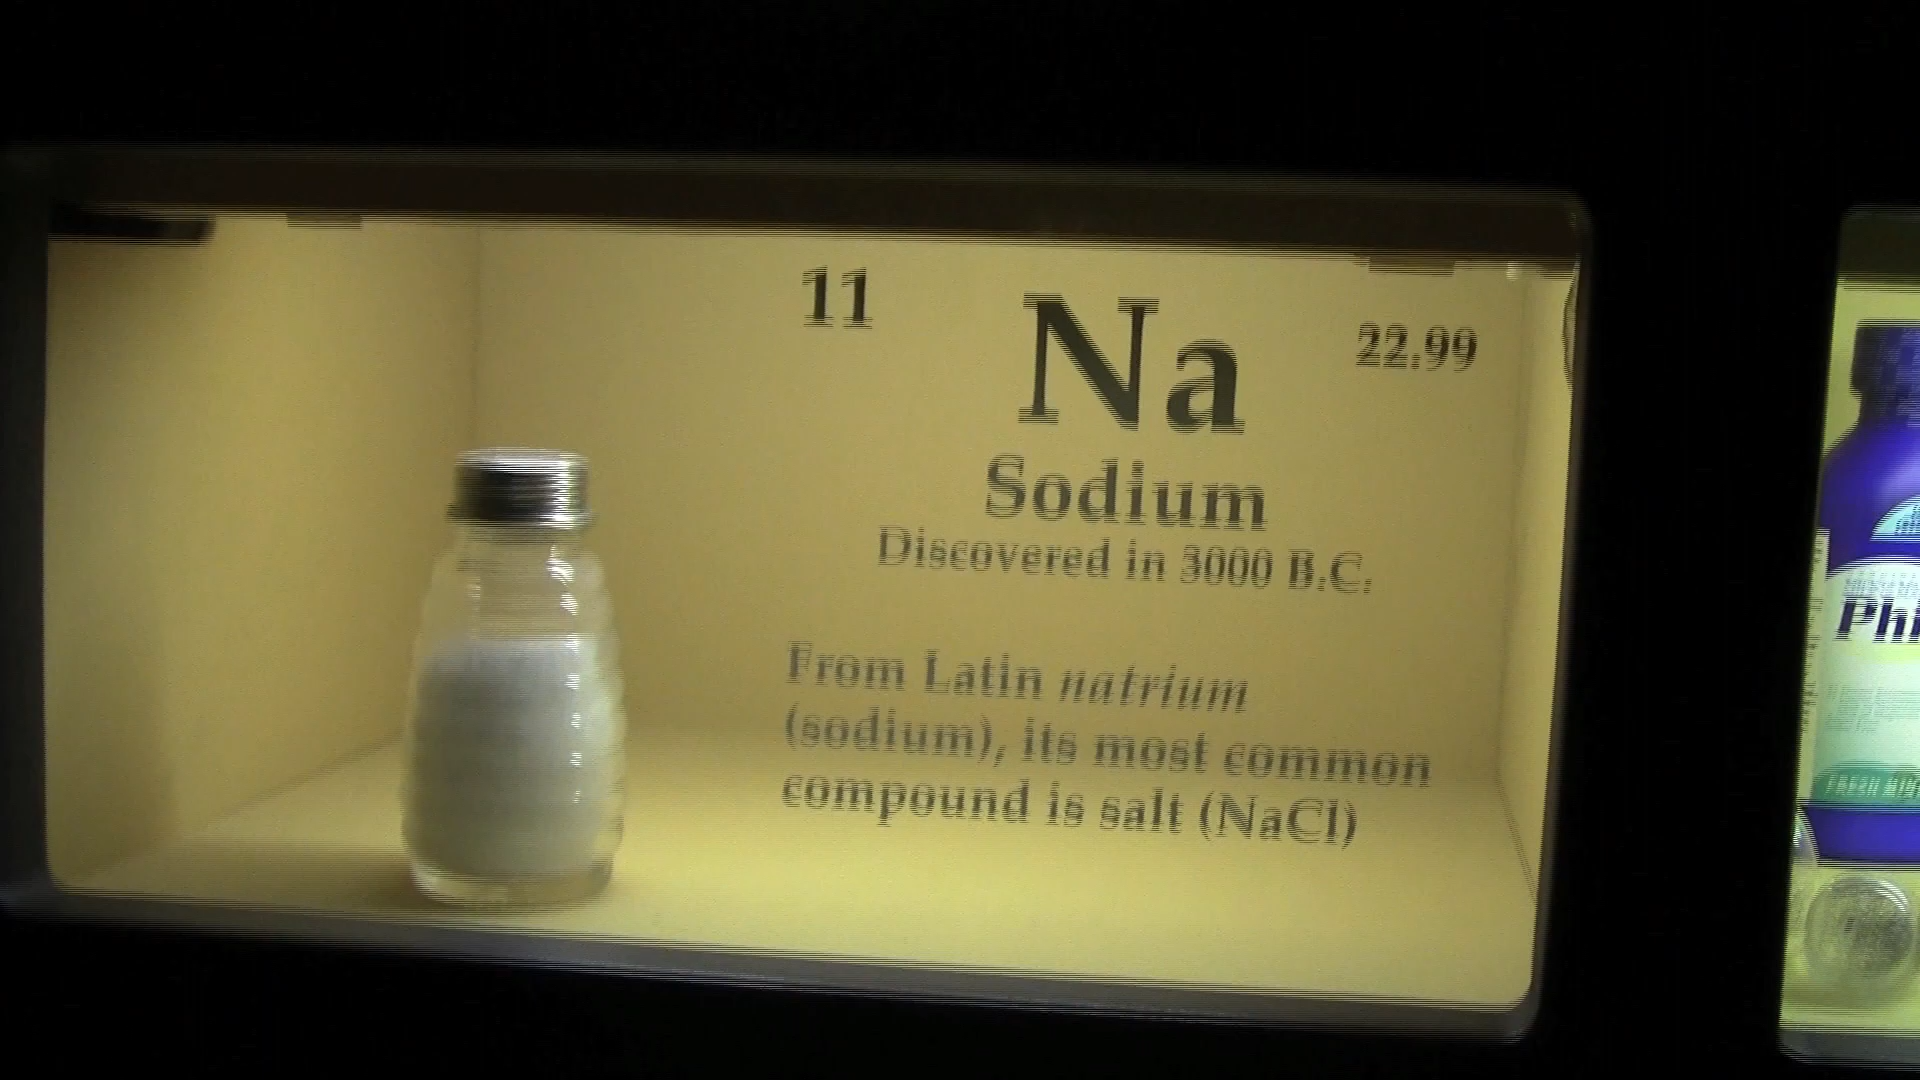 11
Na
22.99
Sodium
Discovered in 3000 B.C.
From Latin natrium
(sodium), its most common
compound is salt (NaCl)
Phi